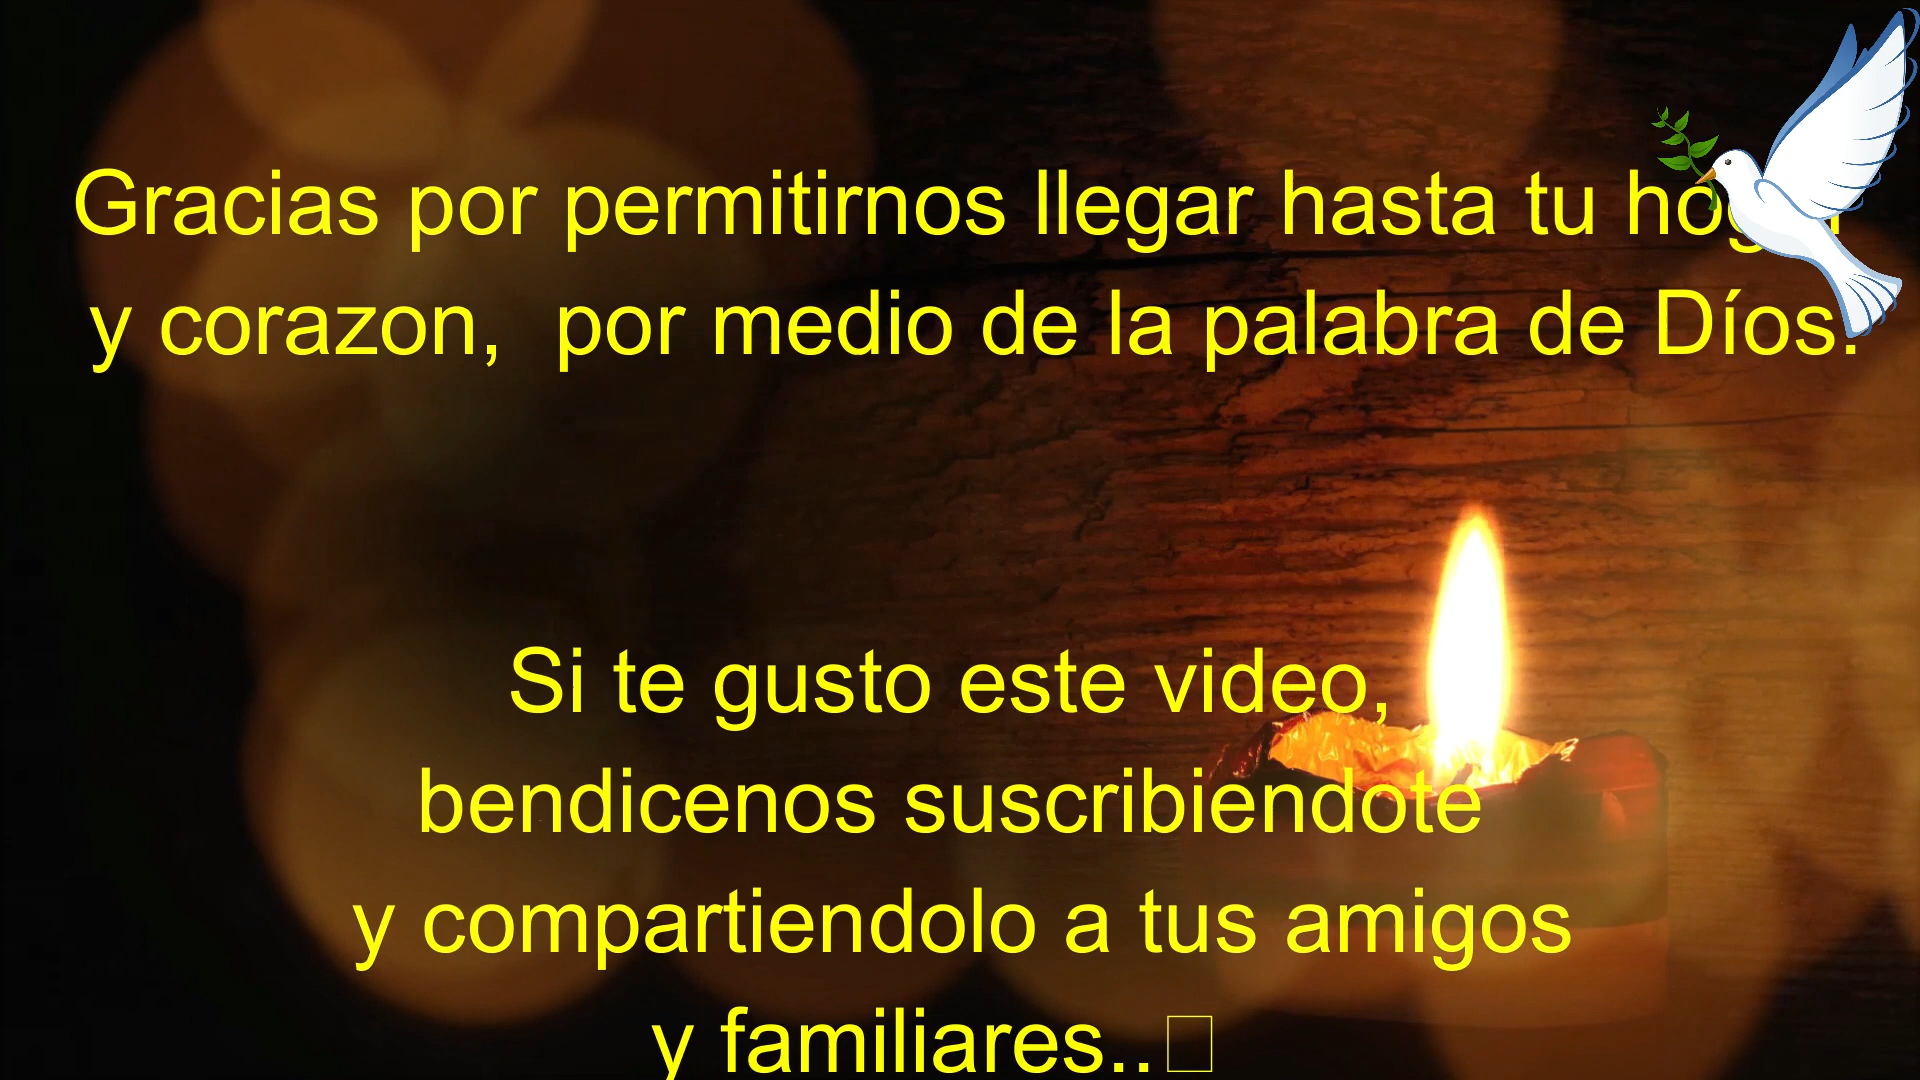 Gracias por permitirnos llegar hasta tu hogar
y corazon, por medio de la palabra de Díos.
Si te gusto este video,
bendicenos suscribiendote
y compartiendolo a tus amigos
y familiares..